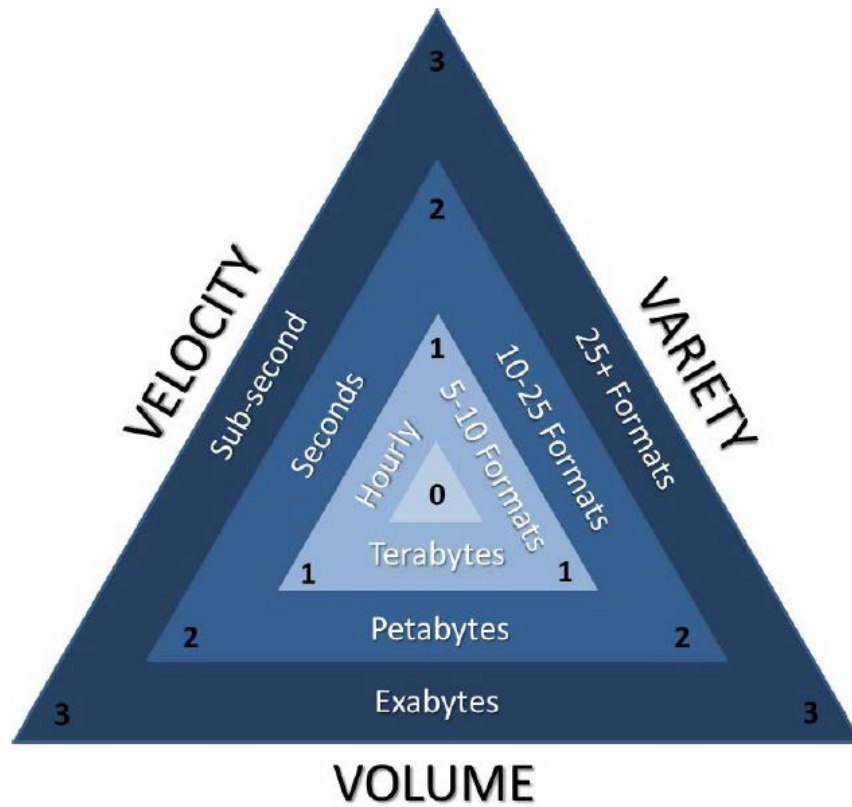 3
2
1
0
VELOCITY
Sub-second
Seconds
Hourly
VARIETY
25+ Formats
10-25 Formats
5-10 Formats
Terabytes
1
1
Petabytes
2
2
Exabytes
3
3
VOLUME